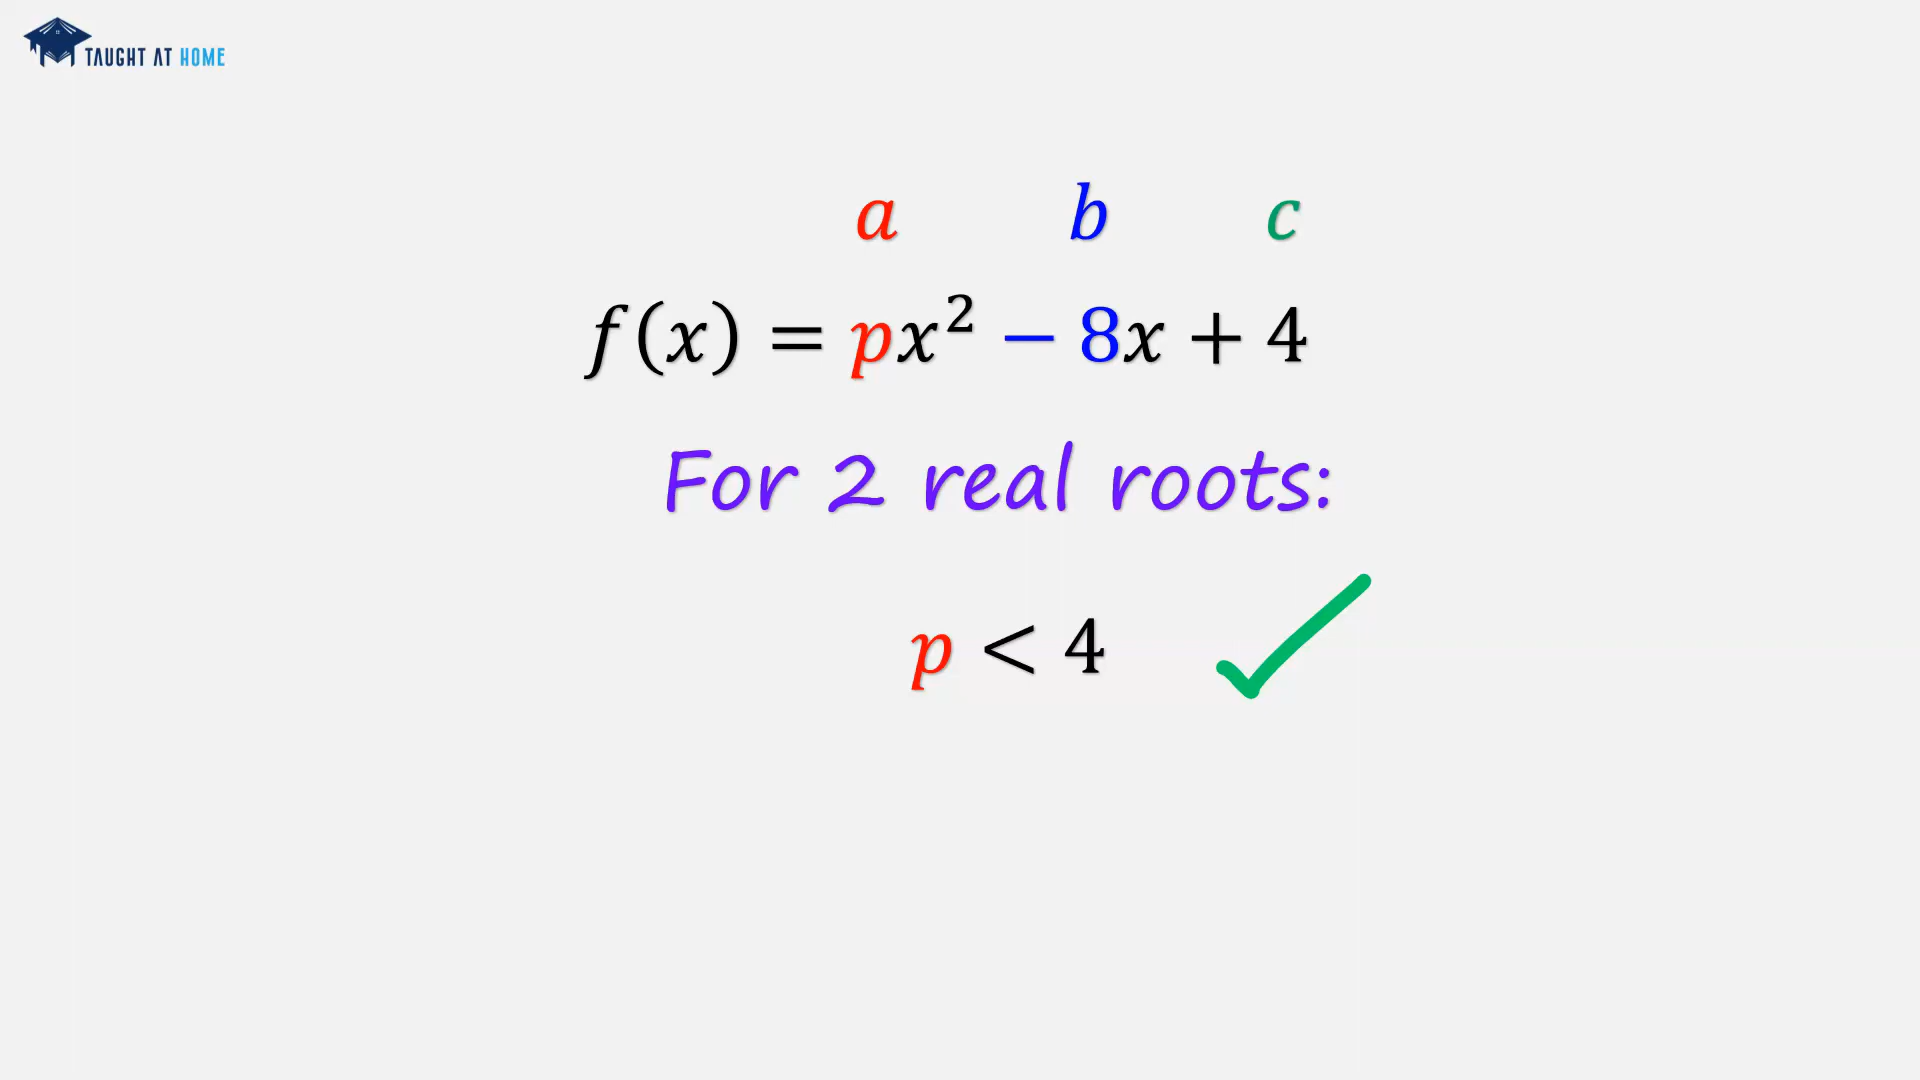 TAUGHT AT HOME
a b c
f(x) = px² − 8x + 4
For 2 real roots:
p < 4